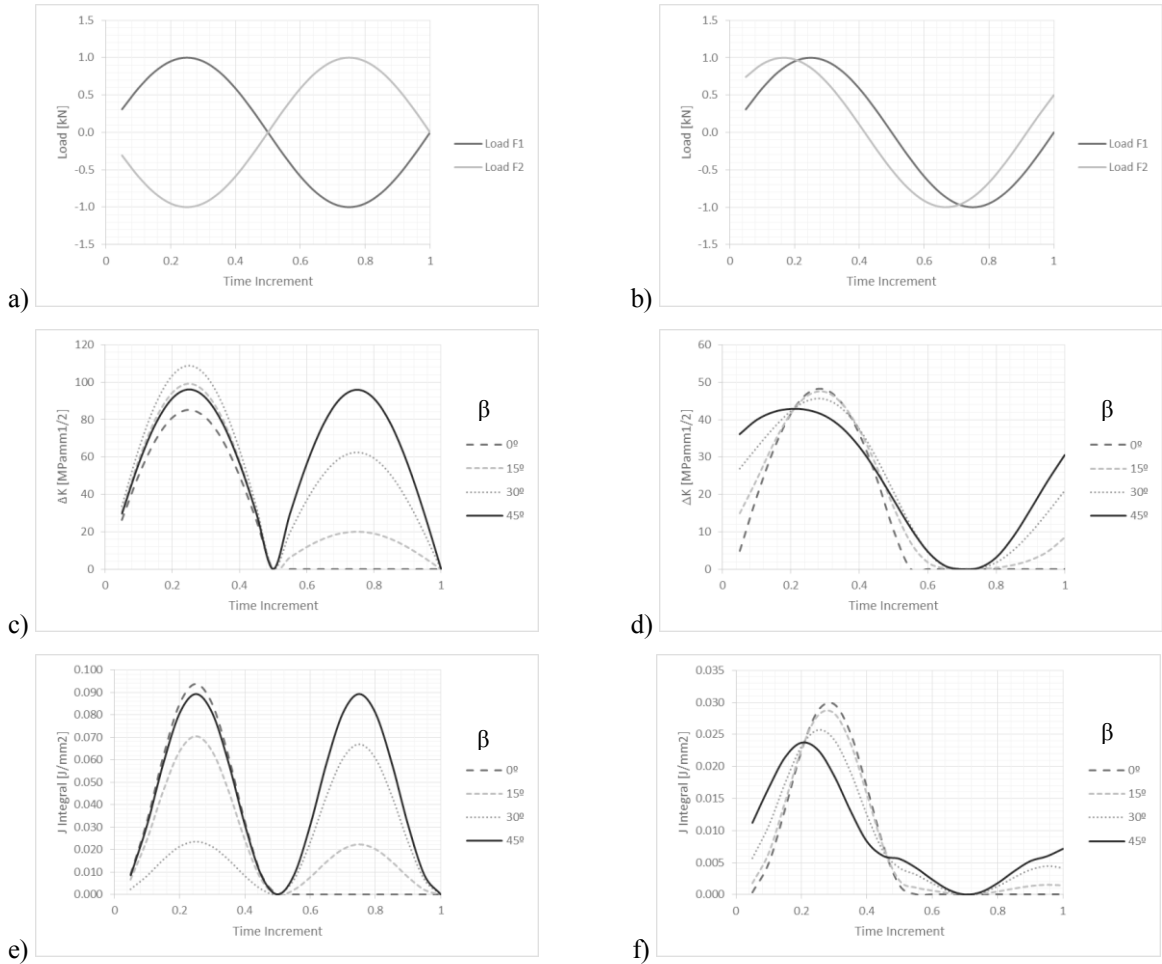 1.5
1.0
0.5
0.0
-0.5
-1.0
-1.5
Load [kN]
0 0.2 0.4 0.6 0.8 1
Time Increment
Load F1
Load F2
a)
1.5
1.0
0.5
0.0
-0.5
-1.0
-1.5
Load [kN]
0 0.2 0.4 0.6 0.8 1
Time Increment
Load F1
Load F2
b)
120
100
80
60
40
20
0
ΔK [MPamm1/2]
0 0.2 0.4 0.6 0.8 1
Time Increment
β
0º
15º
30º
45º
c)
60
50
40
30
20
10
0
ΔK [MPamm1/2]
0 0.2 0.4 0.6 0.8 1
Time Increment
β
0º
15º
30º
45º
d)
0.100
0.090
0.080
0.070
0.060
0.050
0.040
0.030
0.020
0.010
0.000
J Integral [J/mm2]
0 0.2 0.4 0.6 0.8 1
Time Increment
β
0º
15º
30º
45º
e)
0.035
0.030
0.025
0.020
0.015
0.010
0.005
0.000
J Integral [J/mm2]
0 0.2 0.4 0.6 0.8 1
Time Increment
β
0º
15º
30º
45º
f)